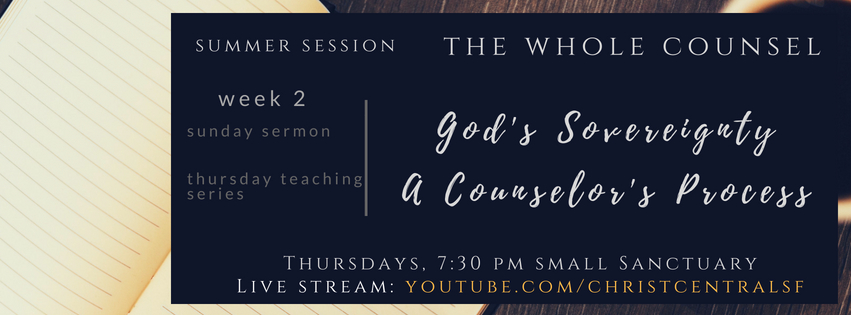 SUMMER SESSION
THE WHOLE COUNSEL
week 2
sunday sermon
God's Sovereignty
thursday teaching
series
A Counselor's Process
THURSDAYS, 7:30 PM SMALL SANCTUARY
LIVE STREAM: YOUTUBE.COM/CHRISTCENTRALSF